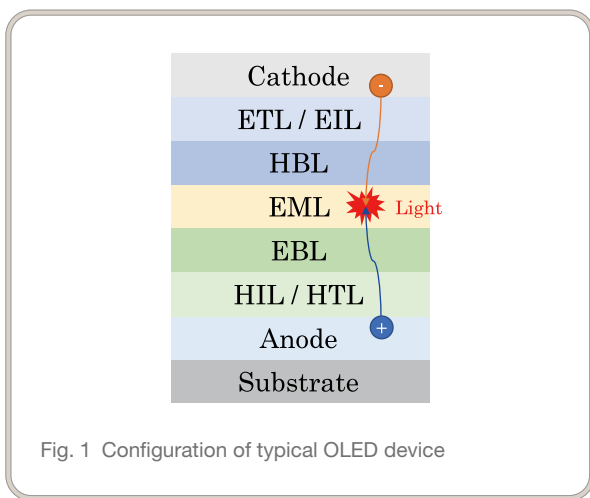 Cathode
-
ETL / EIL
HBL
EML
Light
EBL
HIL / HTL
+
Anode
Substrate
Fig. 1 Configuration of typical OLED device